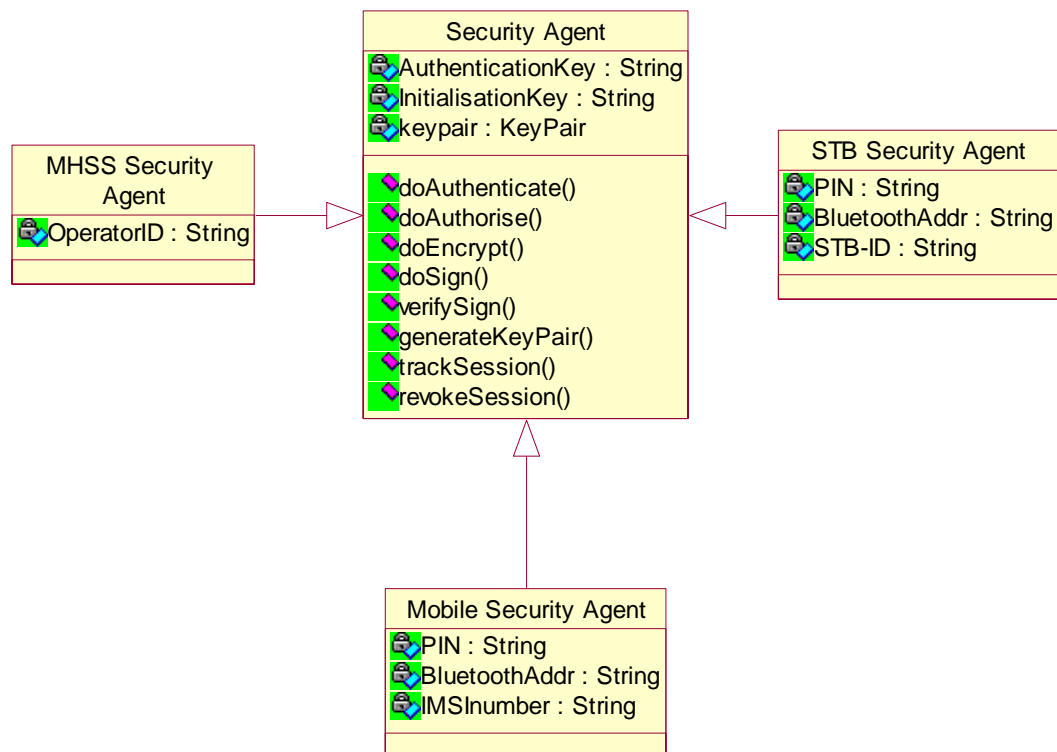 Security Agent
AuthenticationKey : String
InitialisationKey : String
keypair : KeyPair
doAuthenticate()
doAuthorise()
doEncrypt()
doSign()
verifySign()
generateKeyPair()
trackSession()
revokeSession()
MHSS Security
Agent
OperatorID : String
STB Security Agent
PIN : String
BluetoothAddr : String
STB-ID : String
Mobile Security Agent
PIN : String
BluetoothAddr : String
IMSInumber : String